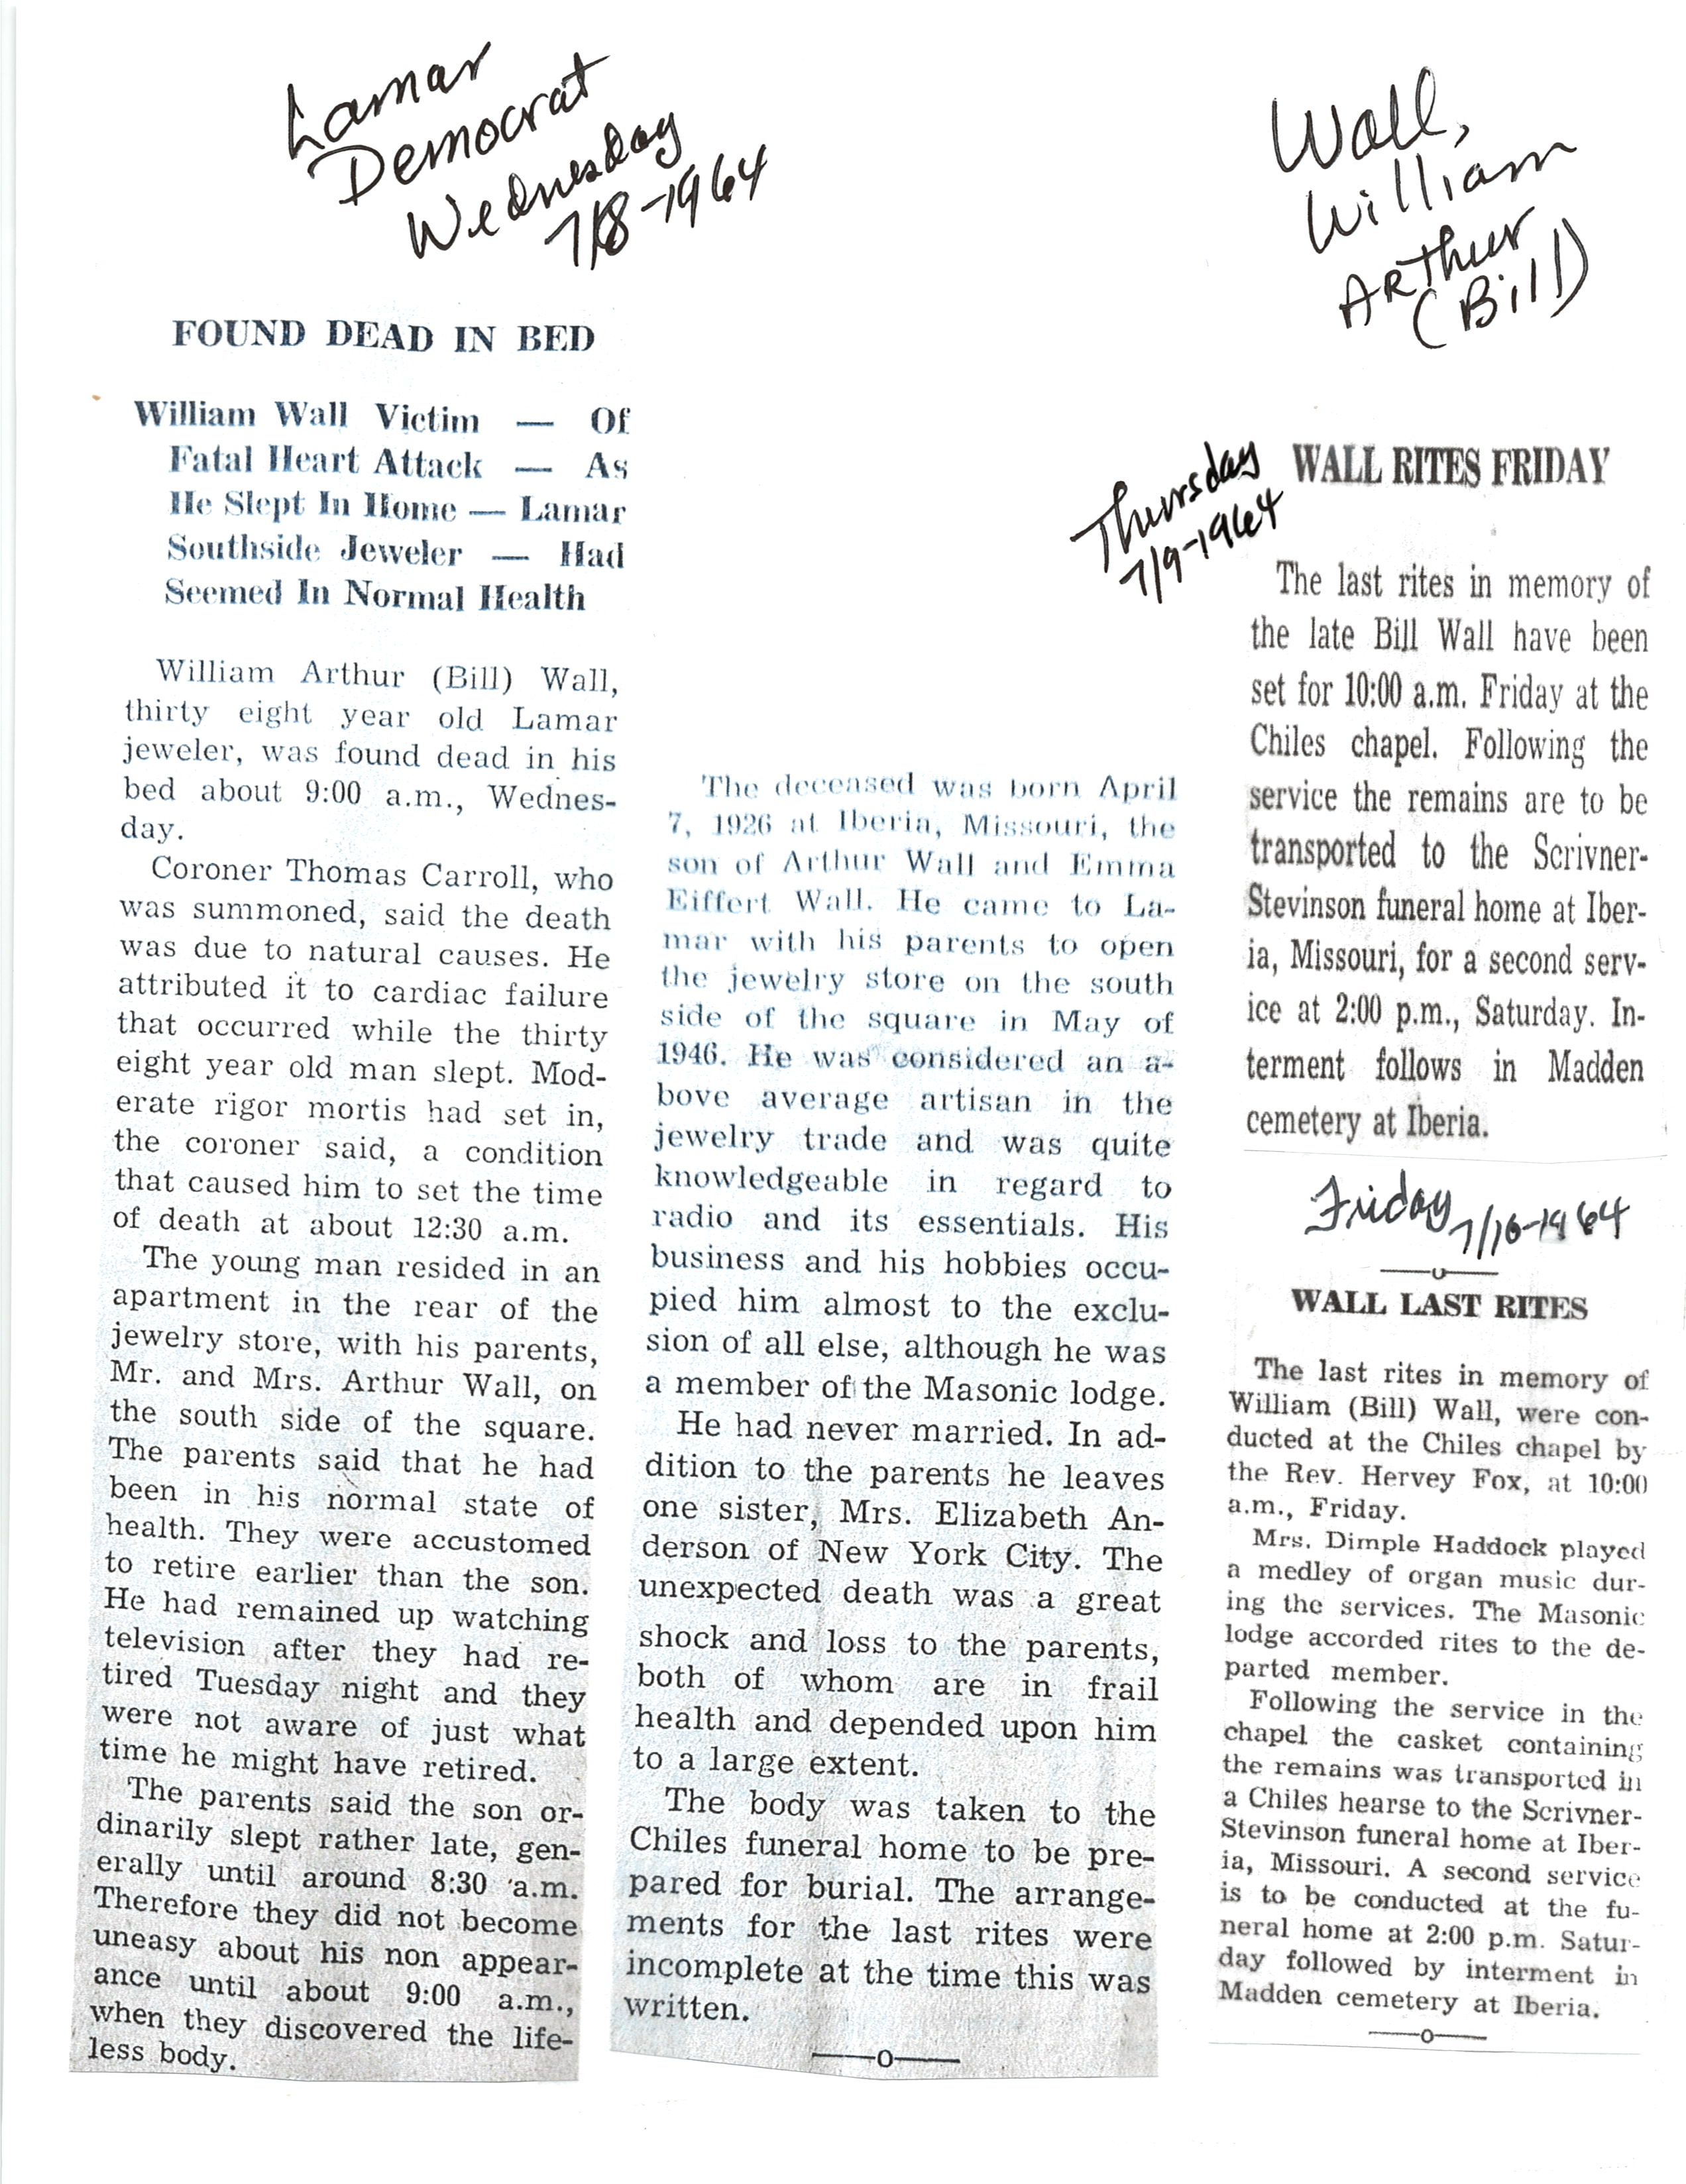 Lamar
Democrat
Wednesday
7/8-1964
Wall,
William
Arthur
(Bill)
FOUND DEAD IN BED
William Wall Victim — Of
Fatal Heart Attack — As
He Slept In Home — Lamar
Southside Jeweler — Had
Seemed In Normal Health
William Arthur (Bill) Wall,
thirty eight year old Lamar
jeweler, was found dead in his
bed about 9:00 a.m., Wednes-
day.
Coroner Thomas Carroll, who
was summoned, said the death
was due to natural causes. He
attributed it to cardiac failure
that occurred while the thirty
eight year old man slept. Mod-
erate rigor mortis had set in,
the coroner said, a condition
that caused him to set the time
of death at about 12:30 a.m.
The young man resided in an
apartment in the rear of the
jewelry store, with his parents,
Mr. and Mrs. Arthur Wall, on
the south side of the square.
The parents said that he had
been in his normal state of
health. They were accustomed
to retire earlier than the son.
He had remained up watching
television after they had re-
tired Tuesday night and they
were not aware of just what
time he might have retired.
The parents said the son or-
dinarily slept rather late, gen-
erally until around 8:30 a.m.
Therefore they did not become
uneasy about his non appear-
ance until about 9:00 a.m.,
when they discovered the life-
less body.
The deceased was born April
7, 1926 at Iberia, Missouri, the
son of Arthur Wall and Emma
Eiffert Wall. He came to La-
mar with his parents to open
the jewelry store on the south
side of the square in May of
1946. He was considered an a-
bove average artisan in the
jewelry trade and was quite
knowledgeable in regard to
radio and its essentials. His
business and his hobbies occu-
pied him almost to the exclu-
sion of all else, although he was
a member of the Masonic lodge.
He had never married. In ad-
dition to the parents he leaves
one sister, Mrs. Elizabeth An-
derson of New York City. The
unexpected death was a great
shock and loss to the parents,
both of whom are in frail
health and depended upon him
to a large extent.
The body was taken to the
Chiles funeral home to be pre-
pared for burial. The arrange-
ments for the last rites were
incomplete at the time this was
written.
—o—
Thursday
7/9-1964
WALL RITES FRIDAY
The last rites in memory of
the late Bill Wall have been
set for 10:00 a.m. Friday at the
Chiles chapel. Following the
service the remains are to be
transported to the Scrivner-
Stevinson funeral home at Iber-
ia, Missouri, for a second serv-
ice at 2:00 p.m., Saturday. In-
terment follows in Madden
cemetery at Iberia.
Friday 7/10-1964
—o—
WALL LAST RITES
The last rites in memory of
William (Bill) Wall, were con-
ducted at the Chiles chapel by
the Rev. Hervey Fox, at 10:00
a.m., Friday.
Mrs. Dimple Haddock played
a medley of organ music dur-
ing the services. The Masonic
lodge accorded rites to the de-
parted member.
Following the service in the
chapel the casket containing
the remains was transported in
a Chiles hearse to the Scrivner-
Stevinson funeral home at Iber-
ia, Missouri. A second service
is to be conducted at the fu-
neral home at 2:00 p.m. Satur-
day followed by interment in
Madden cemetery at Iberia.
—o—